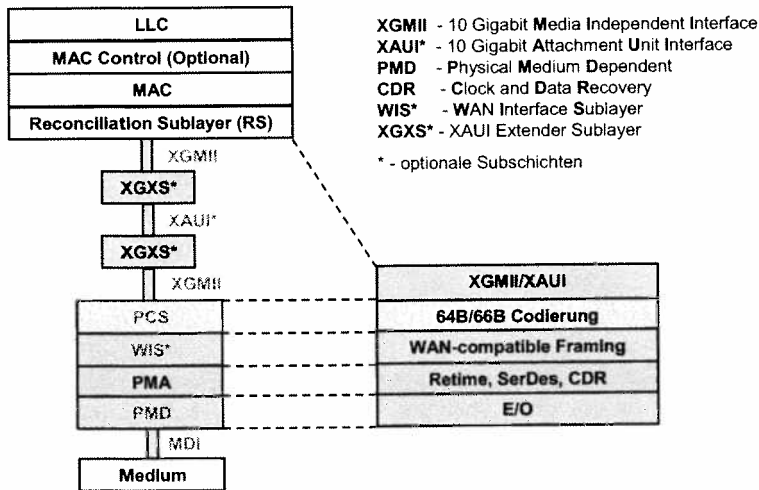 LLC
MAC Control (Optional)
MAC
Reconciliation Sublayer (RS)
XGMII
XGXS*
XAUI*
XGXS*
XGMII
PCS
WIS*
PMA
PMD
MDI
Medium
XGMII - 10 Gigabit Media Independent Interface
XAUI* - 10 Gigabit Attachment Unit Interface
PMD - Physical Medium Dependent
CDR - Clock and Data Recovery
WIS* - WAN Interface Sublayer
XGXS* - XAUI Extender Sublayer
* - optionale Subschichten
XGMII/XAUI
64B/66B Codierung
WAN-compatible Framing
Retime, SerDes, CDR
E/O